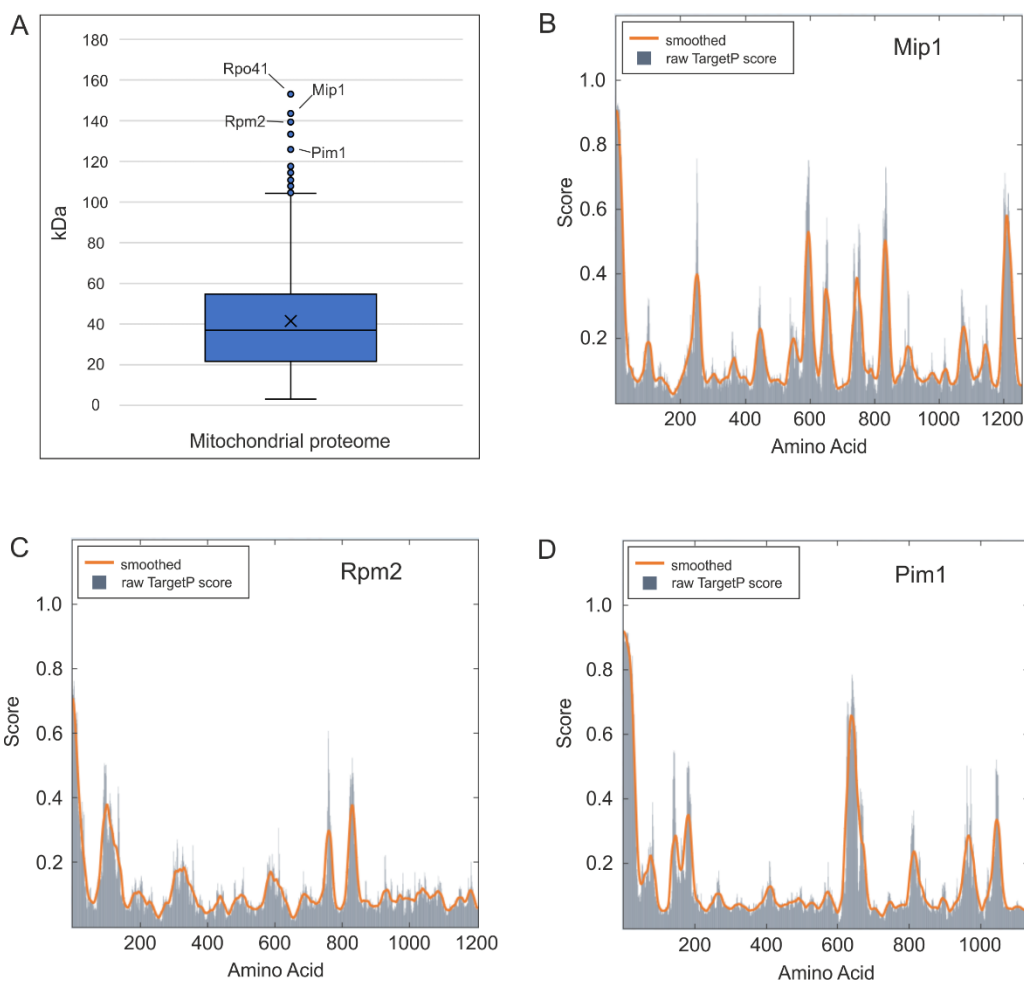 A
180
160
140
120
100
80
60
40
20
0
kDa
Rpo41
Mip1
Rpm2
Pim1
Mitochondrial proteome
B
smoothed
raw TargetP score
Mip1
1.0
0.8
0.6
0.4
0.2
Score
200 400 600 800 1000 1200
Amino Acid
C
smoothed
raw TargetP score
Rpm2
1.0
0.8
0.6
0.4
0.2
Score
200 400 600 800 1000 1200
Amino Acid
D
smoothed
raw TargetP score
Pim1
1.0
0.8
0.6
0.4
0.2
Score
200 400 600 800 1000
Amino Acid